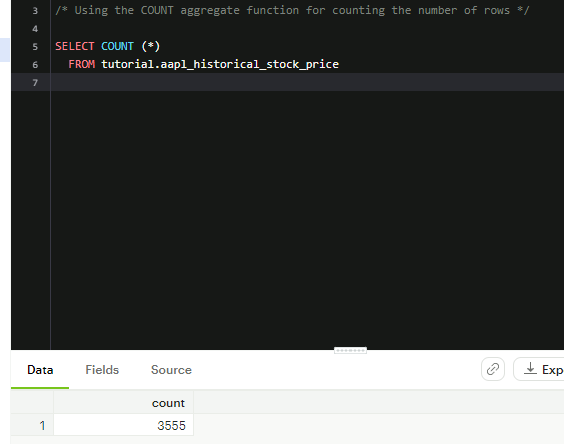 3 /* Using the COUNT aggregate function for counting the number of rows */
4
5 SELECT COUNT (*)
6 FROM tutorial.aapl_historical_stock_price
7
Data Fields Source Exp
count
1 3555